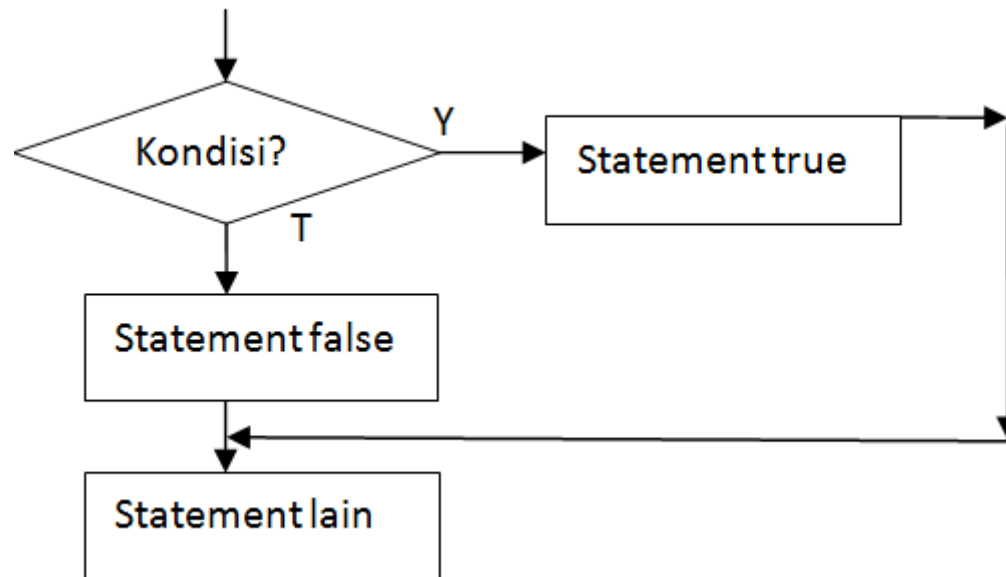 Kondisi?
Y
Statement true
T
Statement false
Statement lain